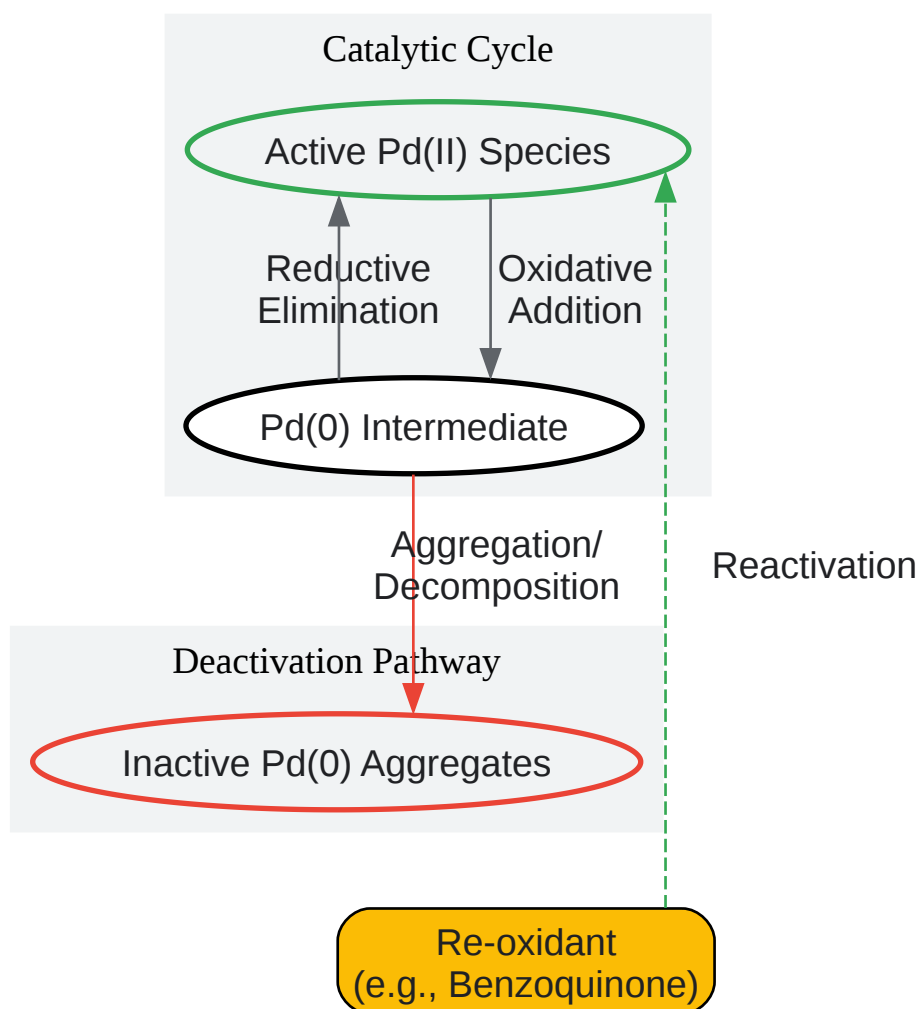 Catalytic Cycle
Active Pd(II) Species
Reductive
Elimination
Oxidative
Addition
Pd(0) Intermediate
Aggregation/
Decomposition
Reactivation
Deactivation Pathway
Inactive Pd(0) Aggregates
Re-oxidant
(e.g., Benzoquinone)